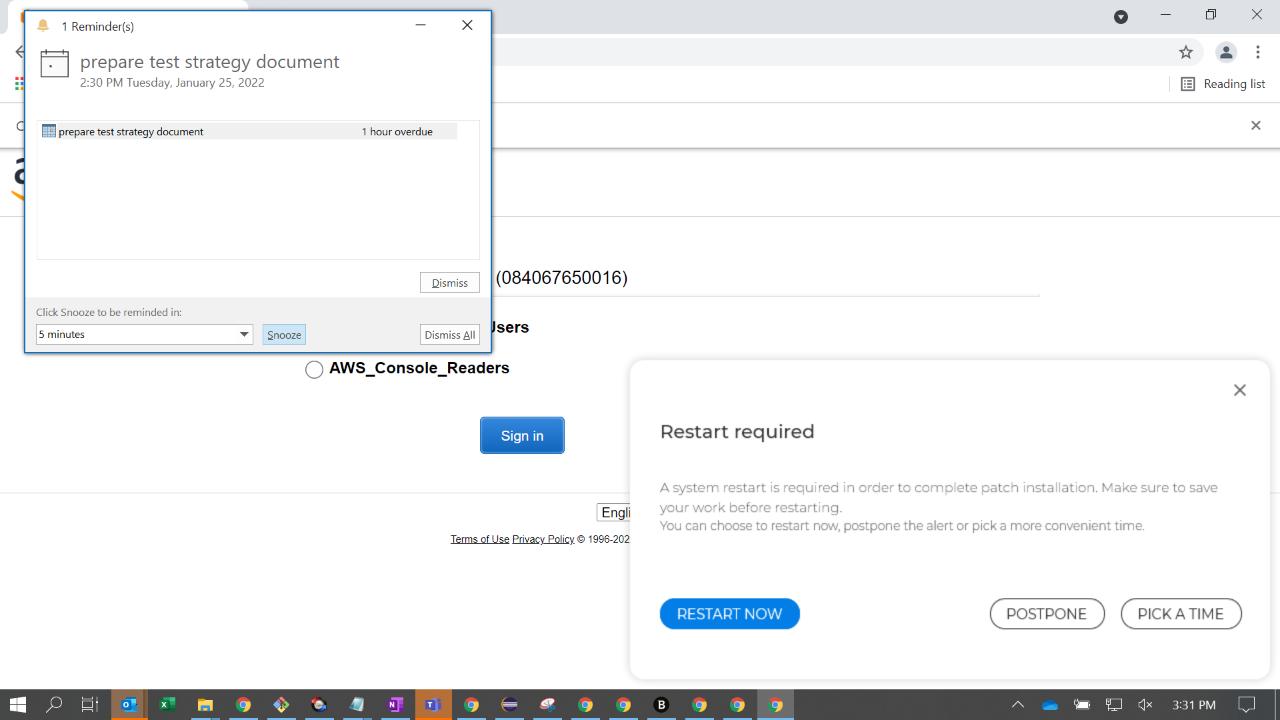 1 Reminder(s)
prepare test strategy document
2:30 PM Tuesday, January 25, 2022
prepare test strategy document 1 hour overdue
Dismiss
Click Snooze to be reminded in:
5 minutes Snooze Dismiss All
Reading list
(084067650016)
AWS_Console_Readers
Sign in
Terms of Use Privacy Policy © 1996-202
Restart required
A system restart is required in order to complete patch installation. Make sure to save
your work before restarting.
You can choose to restart now, postpone the alert or pick a more convenient time.
RESTART NOW POSTPONE PICK A TIME
3:31 PM